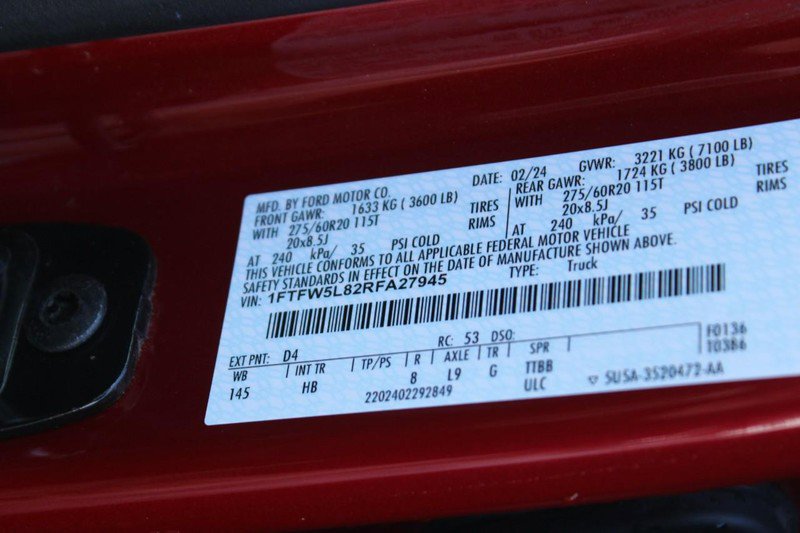 MFD. BY FORD MOTOR CO. DATE: 02/24 GVWR: 3221 KG ( 7100 LB)
FRONT GAWR: 1633 KG ( 3600 LB) REAR GAWR: 1724 KG ( 3800 LB)
WITH 275/60R20 115T TIRES WITH 275/60R20 115T TIRES
20x8.5J RIMS 20x8.5J RIMS
AT 240 kPa/ 35 PSI COLD AT 240 kPa/ 35 PSI COLD
THIS VEHICLE CONFORMS TO ALL APPLICABLE FEDERAL MOTOR VEHICLE
SAFETY STANDARDS IN EFFECT ON THE DATE OF MANUFACTURE SHOWN ABOVE.
VIN: 1FTFW5L82RFA27945 TYPE: Truck
EXT PNT: D4 RC: 53 DSO: F0136
WB INT TR TP/PS R AXLE TR SPR 10386
145 HB 8 L9 G TTBB
2202402292849 ULC ▽ 5USA-3520472-AA